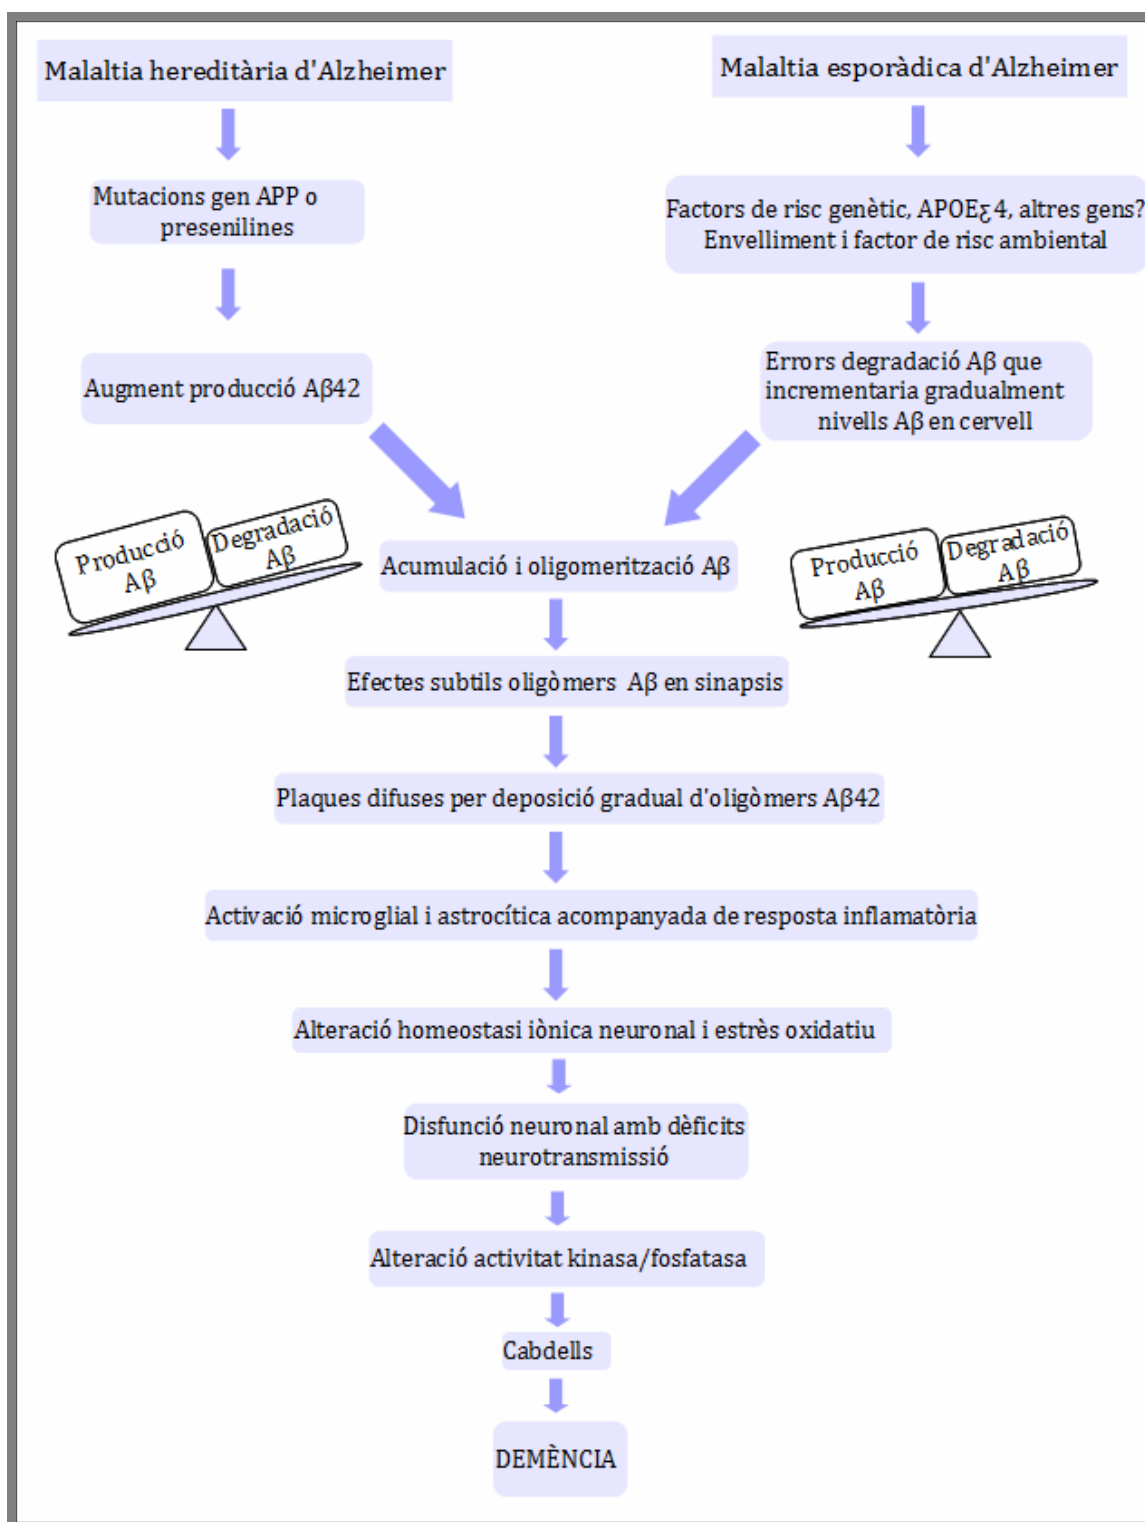 Malaltia hereditària d'Alzheimer
Malaltia esporàdica d'Alzheimer
Mutacions gen APP o
presenilines
Factors de risc genètic, APOEξ4, altres gens?
Envelliment i factor de risc ambiental
Augment producció Aβ42
Errors degradació Aβ que
incrementaria gradualment
nivells Aβ en cervell
Producció
Aβ
Degradació
Aβ
Acumulació i oligomerització Aβ
Producció
Aβ
Degradació
Aβ
Efectes subtils oligòmers Aβ en sinapsis
Plaques difuses per deposició gradual d'oligòmers Aβ42
Activació microglial i astrocítica acompanyada de resposta inflamatòria
Alteració homeostasi iònica neuronal i estrès oxidatiu
Disfunció neuronal amb dèficits
neurotransmissió
Alteració activitat kinasa/fosfatasa
Cabdells
DEMÈNCIA